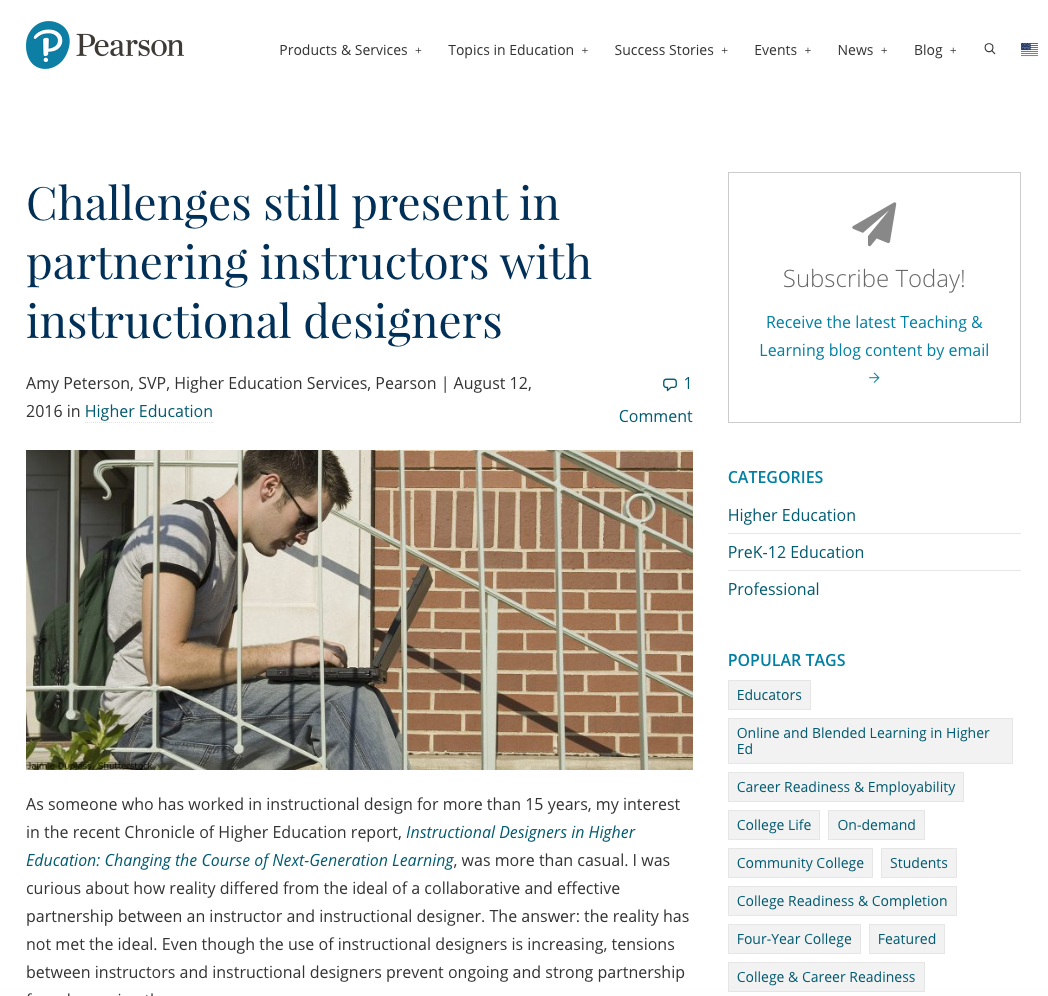 Pearson
Products & Services +
Topics in Education +
Success Stories +
Events +
News +
Blog +
Challenges still present in
partnering instructors with
instructional designers
Amy Peterson, SVP, Higher Education Services, Pearson | August 12,
2016 in Higher Education
1
Comment
Shutterstock
As someone who has worked in instructional design for more than 15 years, my interest
in the recent Chronicle of Higher Education report, Instructional Designers in Higher
Education: Changing the Course of Next-Generation Learning, was more than casual. I was
curious about how reality differed from the ideal of a collaborative and effective
partnership between an instructor and instructional designer. The answer: the reality has
not met the ideal. Even though the use of instructional designers is increasing, tensions
between instructors and instructional designers prevent ongoing and strong partnership
Subscribe Today!
Receive the latest Teaching &
Learning blog content by email
→
CATEGORIES
Higher Education
PreK-12 Education
Professional
POPULAR TAGS
Educators
Online and Blended Learning in Higher
Ed
Career Readiness & Employability
College Life
On-demand
Community College
Students
College Readiness & Completion
Four-Year College
Featured
College & Career Readiness